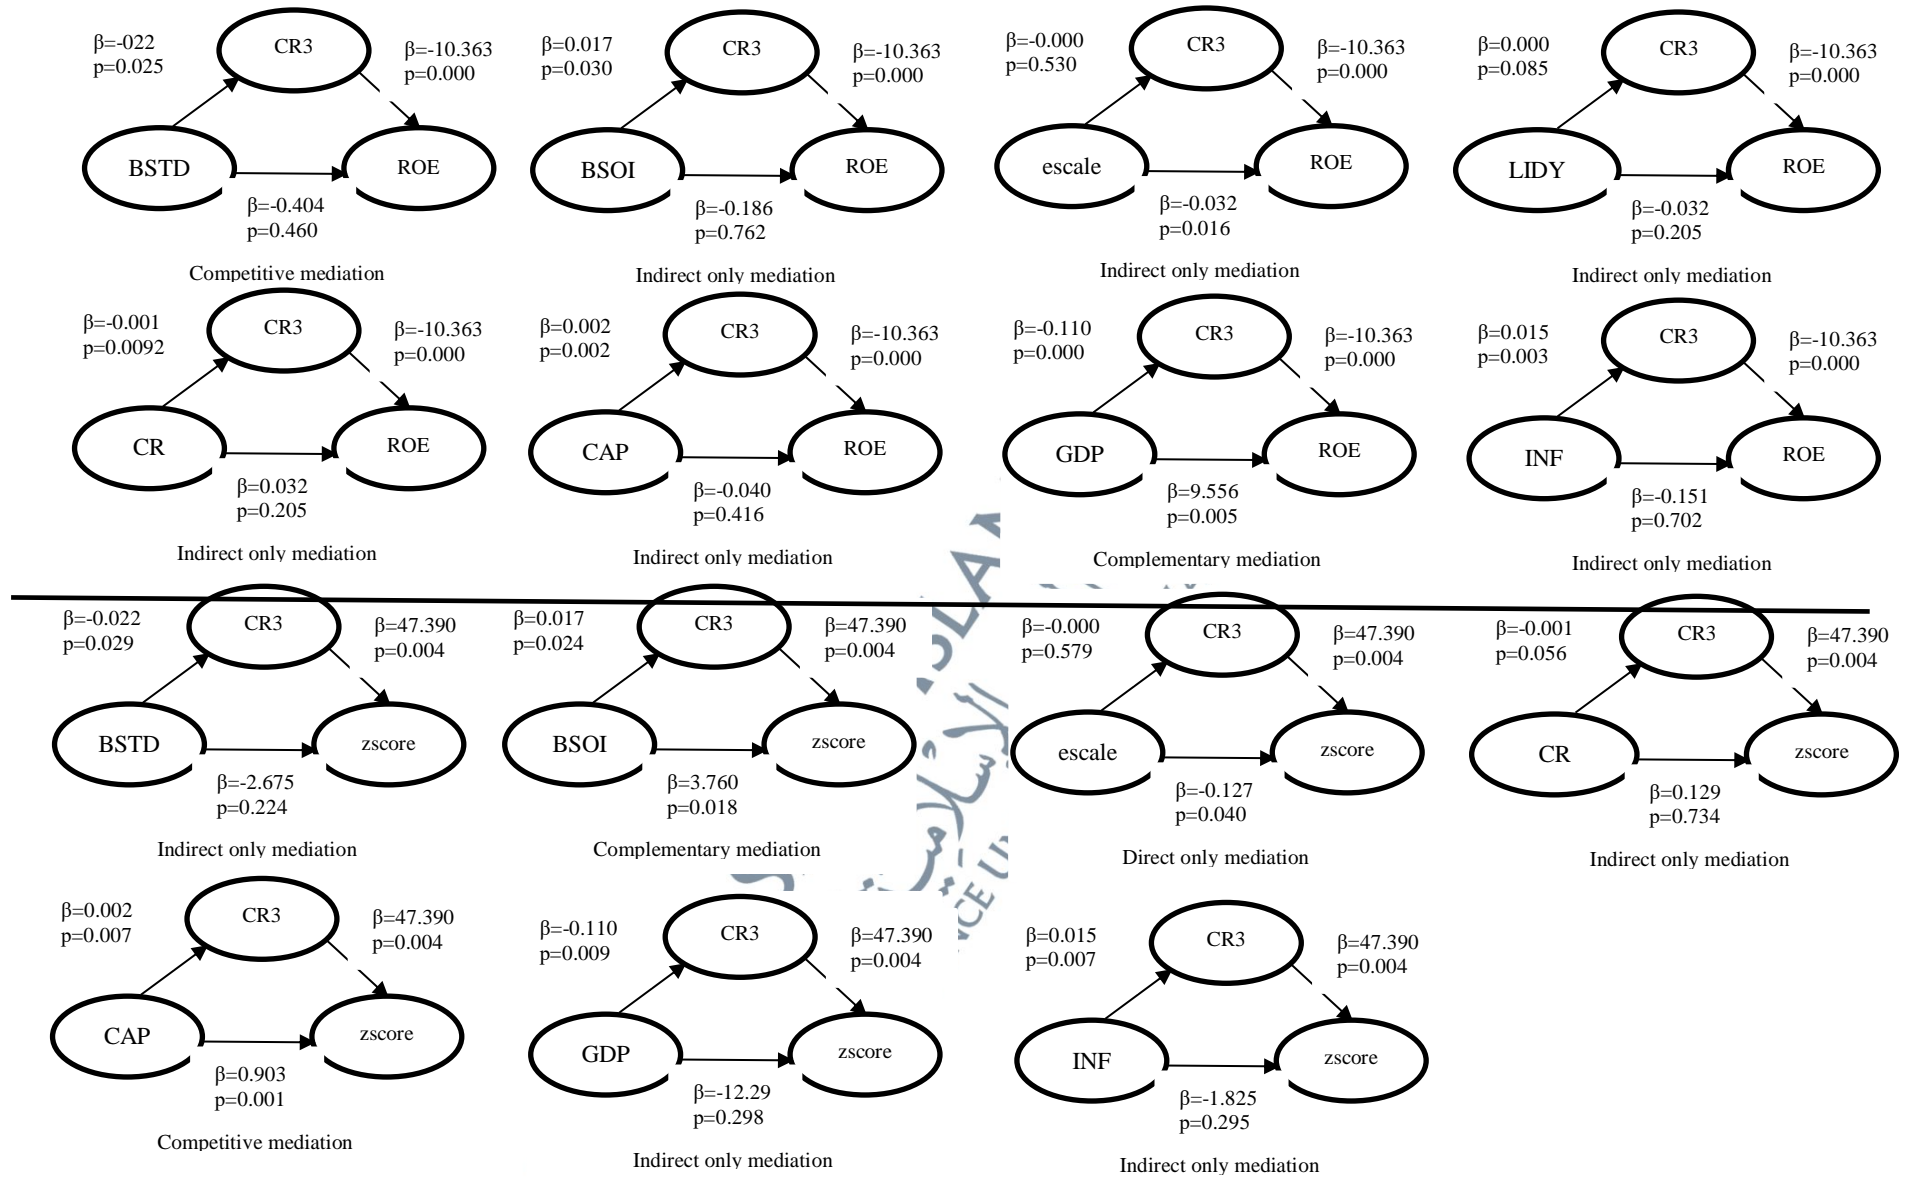 β=-022
p=0.025
CR3
β=-10.363
p=0.000
BSTD
ROE
β=-0.404
p=0.460
Competitive mediation
β=0.017
p=0.030
CR3
β=-10.363
p=0.000
BSOI
ROE
β=-0.186
p=0.762
Indirect only mediation
β=-0.000
p=0.530
CR3
β=-10.363
p=0.000
escale
ROE
β=-0.032
p=0.016
Indirect only mediation
β=0.000
p=0.085
CR3
β=-10.363
p=0.000
LIDY
ROE
β=-0.032
p=0.205
Indirect only mediation
β=-0.001
p=0.0092
CR3
β=-10.363
p=0.000
CR
ROE
β=0.032
p=0.205
Indirect only mediation
β=0.002
p=0.002
CR3
β=-10.363
p=0.000
CAP
ROE
β=-0.040
p=0.416
Indirect only mediation
β=-0.110
p=0.000
CR3
β=-10.363
p=0.000
GDP
ROE
β=9.556
p=0.005
Complementary mediation
β=0.015
p=0.003
CR3
β=-10.363
p=0.000
INF
ROE
β=-0.151
p=0.702
Indirect only mediation
β=-0.022
p=0.029
CR3
β=47.390
p=0.004
BSTD
zscore
β=-2.675
p=0.224
Indirect only mediation
β=0.017
p=0.024
CR3
β=47.390
p=0.004
BSOI
zscore
β=3.760
p=0.018
Complementary mediation
β=-0.000
p=0.579
CR3
β=47.390
p=0.004
escale
zscore
β=-0.127
p=0.040
Direct only mediation
β=-0.001
p=0.056
CR3
β=47.390
p=0.004
CR
zscore
β=0.129
p=0.734
Indirect only mediation
β=0.002
p=0.007
CR3
β=47.390
p=0.004
CAP
zscore
β=0.903
p=0.001
Competitive mediation
β=-0.110
p=0.009
CR3
β=47.390
p=0.004
GDP
zscore
β=-12.29
p=0.298
Indirect only mediation
β=0.015
p=0.007
CR3
β=47.390
p=0.004
INF
zscore
β=-1.825
p=0.295
Indirect only mediation